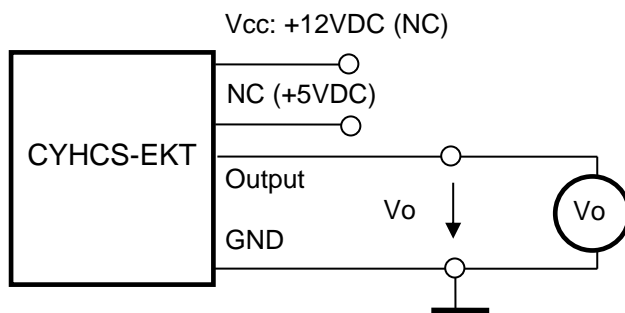 Vcc: +12VDC (NC)
NC (+5VDC)
CYHCS-EKT
Output
Vo
Vo
GND